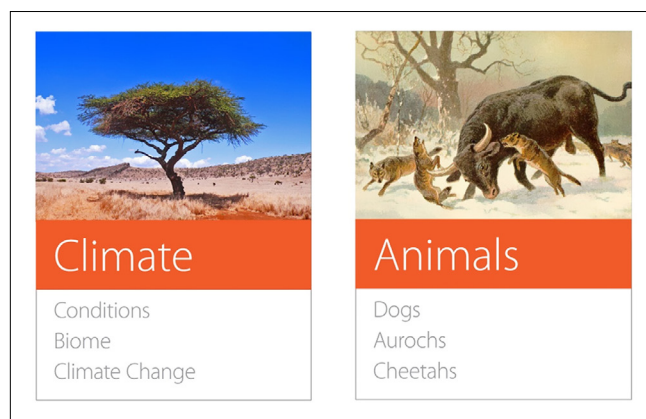 Climate
Conditions
Biome
Climate Change
Animals
Dogs
Aurochs
Cheetahs